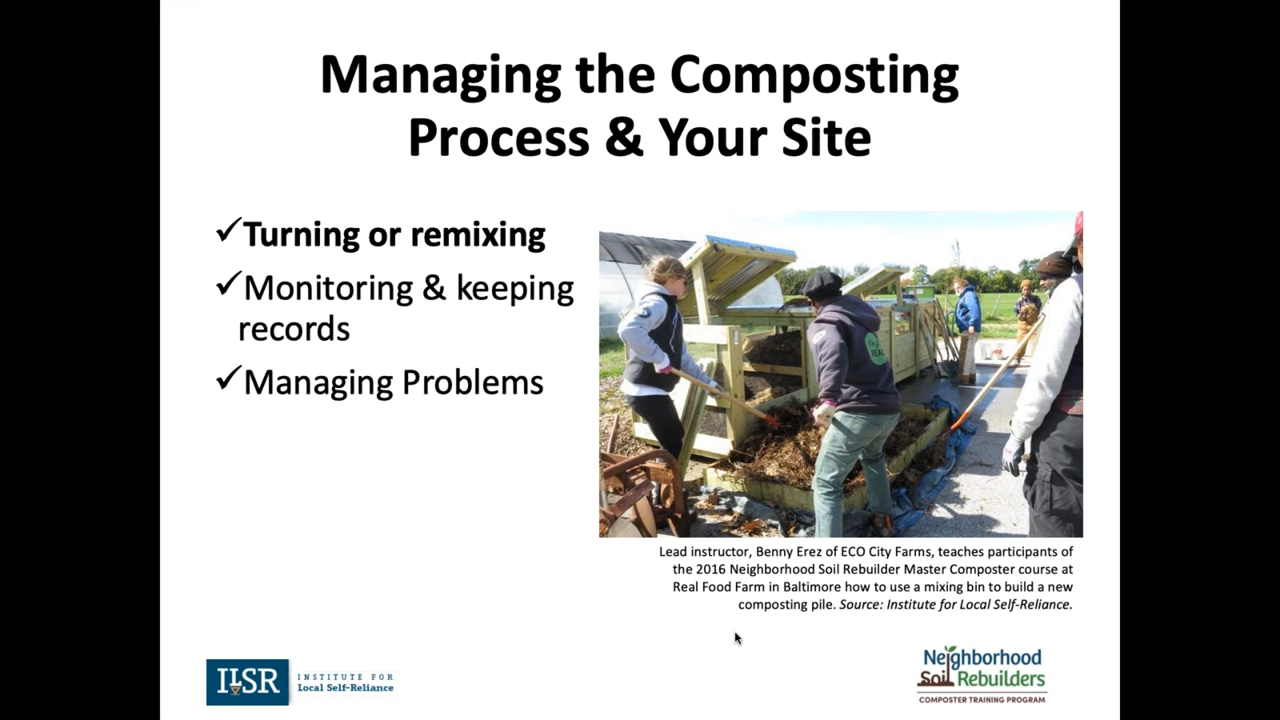 Managing the Composting
Process & Your Site
✓Turning or remixing
✓Monitoring & keeping
records
✓Managing Problems
REAL
Lead instructor, Benny Erez of ECO City Farms, teaches participants of
the 2016 Neighborhood Soil Rebuilder Master Composter course at
Real Food Farm in Baltimore how to use a mixing bin to build a new
composting pile. Source: Institute for Local Self-Reliance.
ILSR
INSTITUTE FOR
Local Self-Reliance
Neighborhood
Soil Rebuilders
COMPOSTER TRAINING PROGRAM